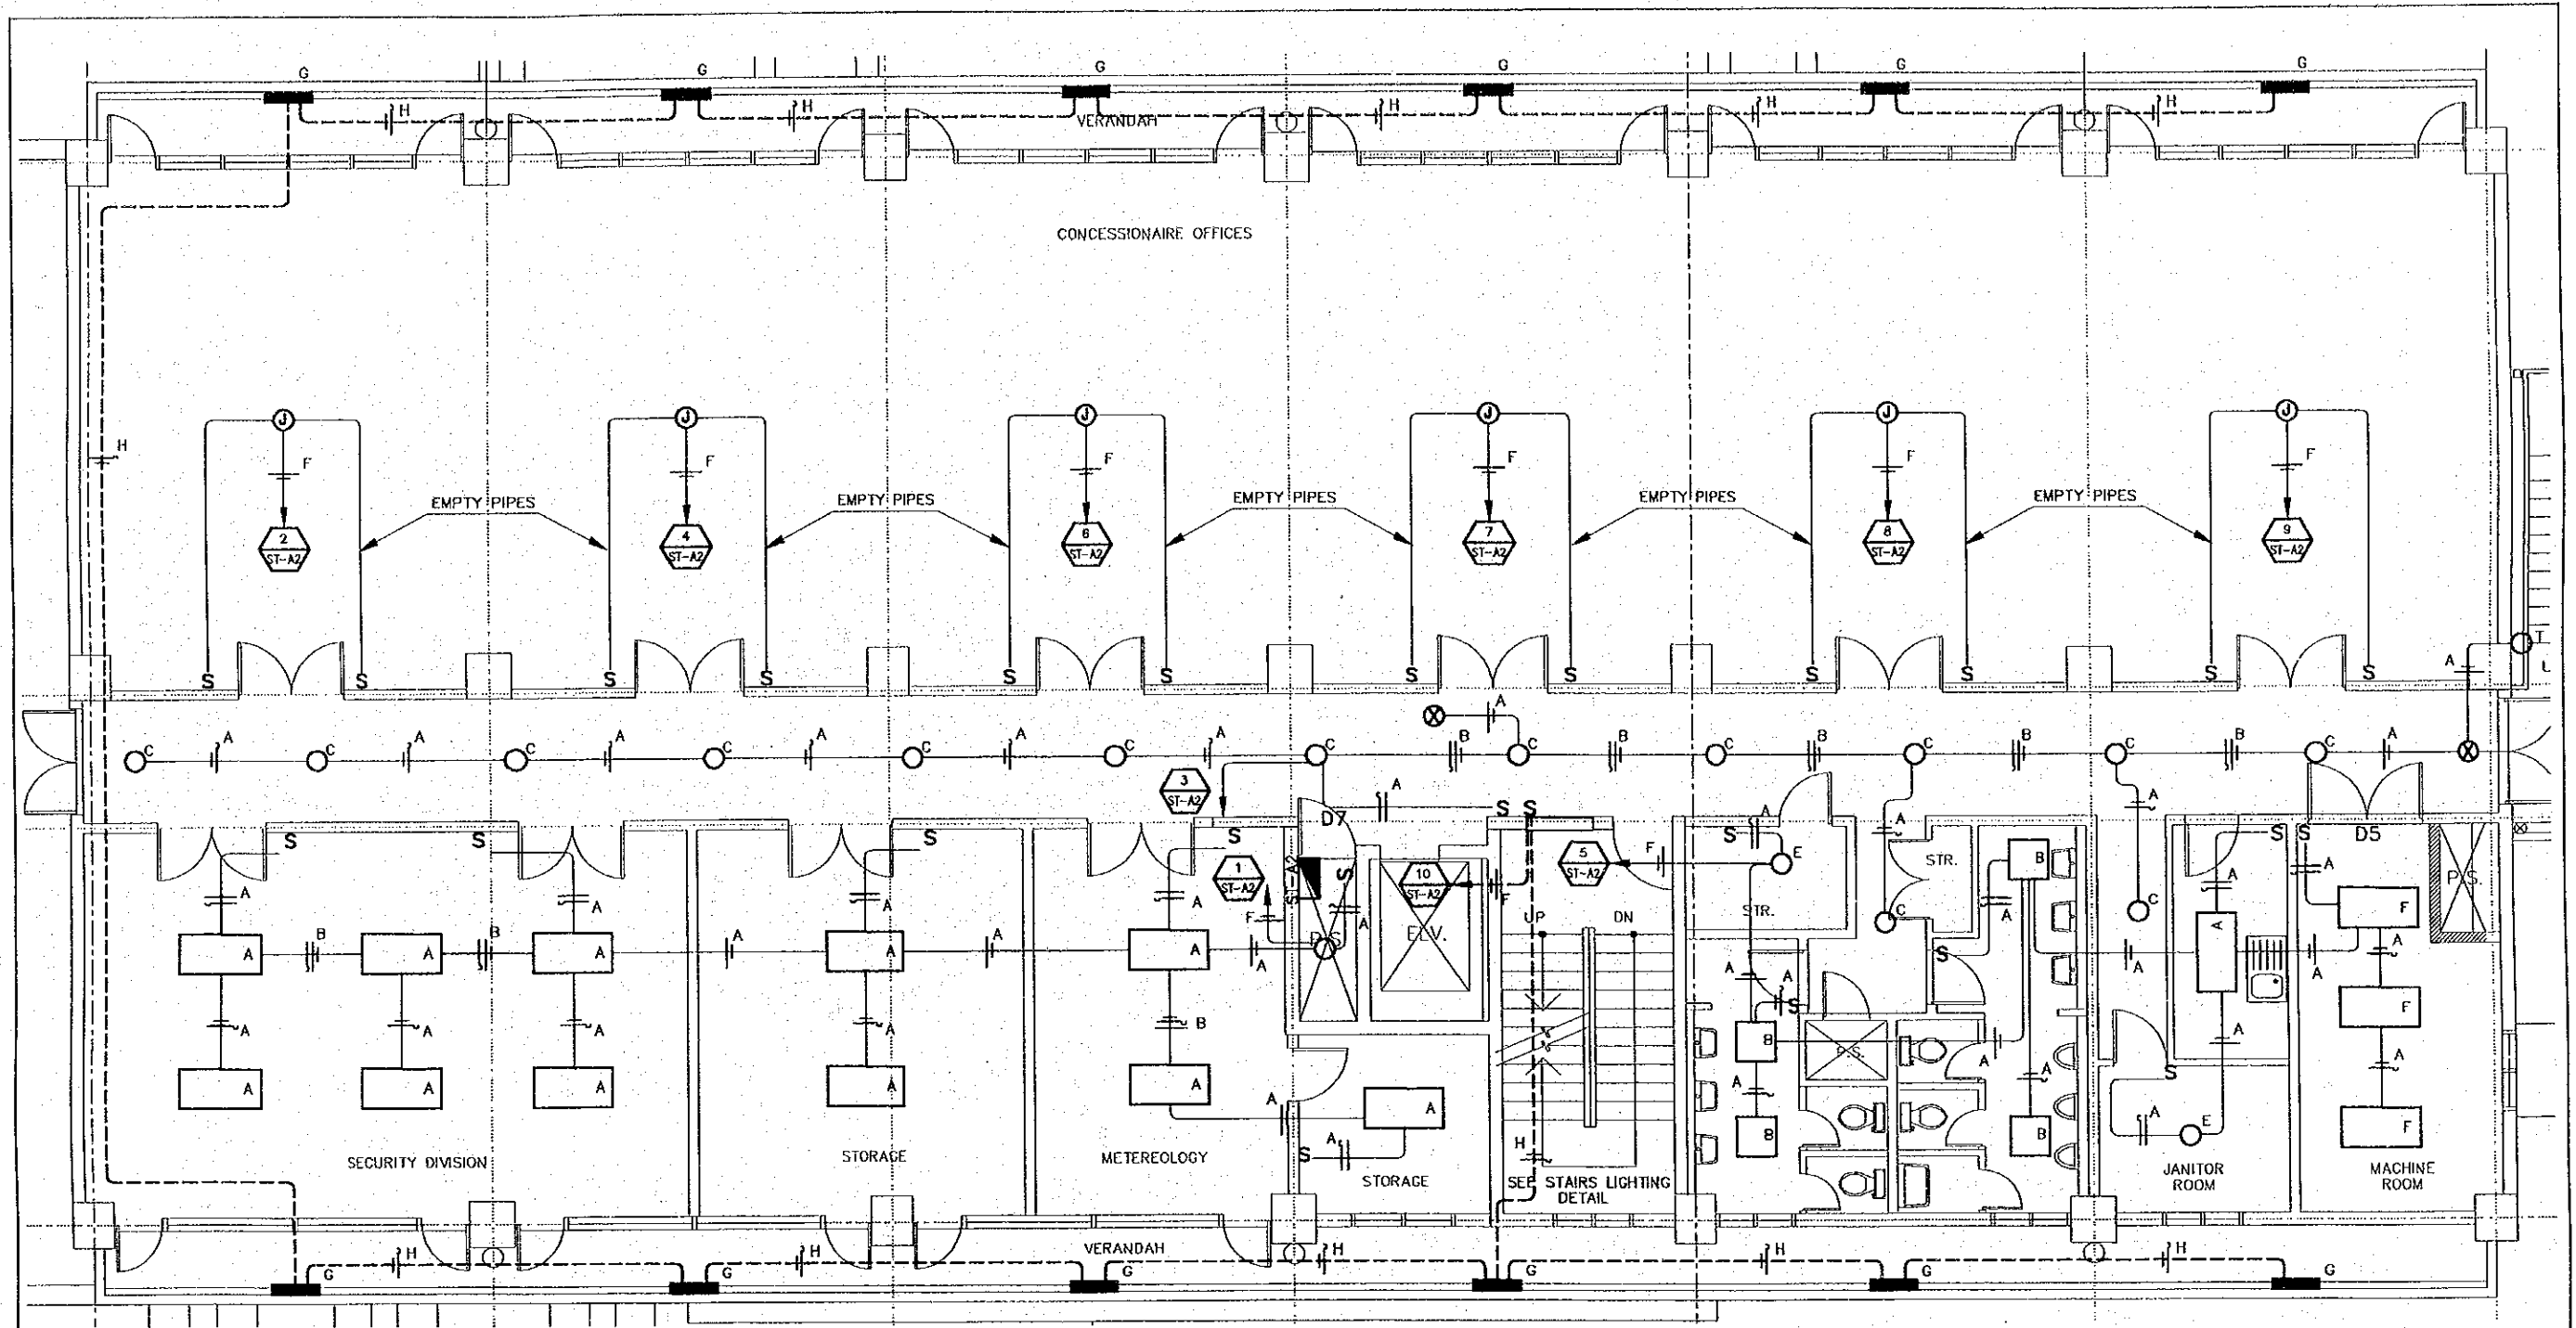 G G G G G G
H H H H H
VERANDAH
CONCESSIONAIRE OFFICES
J J J J J J
H
F F F F F F
EMPTY PIPES EMPTY PIPES EMPTY PIPES EMPTY PIPES EMPTY PIPES
2 4 6 7 8 9
ST-A2 ST-A2 ST-A2 ST-A2 ST-A2 ST-A2
T
A
S S S S S S S S S S S S
A
C A C A C A C A C A C A C B C B C B C B C B C A
3
ST-A2
A S S A A A
D7 D5
S S S S S S S
1
ST-A2
ST-A2
S
10
ST-A2
5
ST-A2
F
E
STR.
B
P.S.
A A A A F A F A A A
UP DN
STR.
C C
A F
A B A B A A A A A P.S. ELV.
S A A A
A A S
A A A A B
B P.S. A A A F
A A A
A A A A A
A A A B B F
S A S A E
SECURITY DIVISION
STORAGE
METEREOLOGY
STORAGE
H
SEE STAIRS LIGHTING
DETAIL
JANITOR
ROOM
MACHINE
ROOM
VERANDAH
H H H H H
G G G G G G